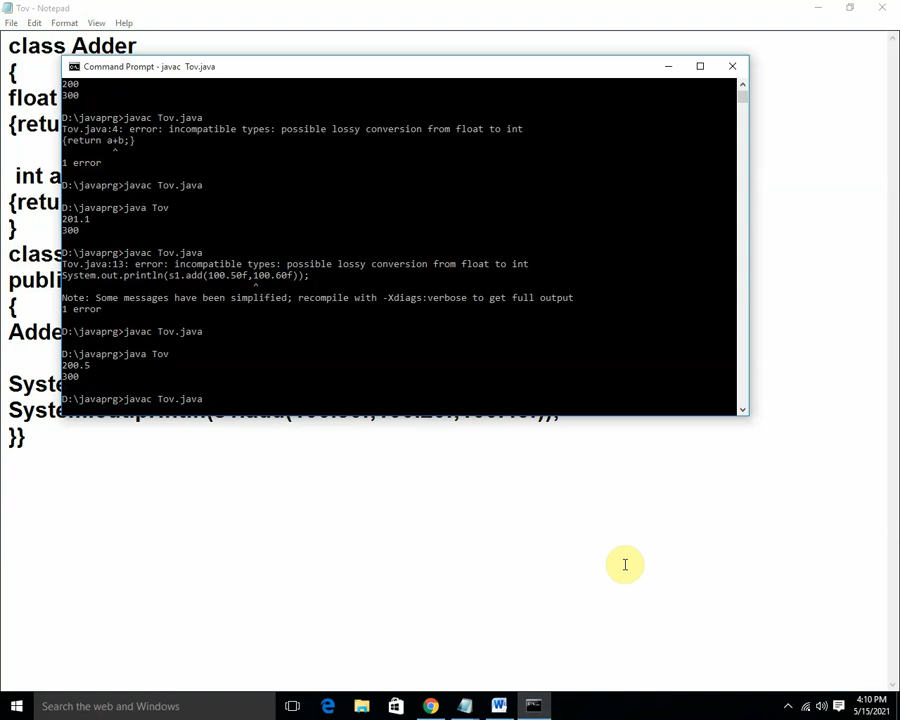 Tov - Notepad
File Edit Format View Help
class Adder
{
float
{retu
int a
{retu
}
class
publi
{
Adde
Syst
Syst
}}
Command Prompt - javac Tov.java
200
300
D:\javaprg>javac Tov.java
Tov.java:4: error: incompatible types: possible lossy conversion from float to int
{return a+b;}
^
1 error
D:\javaprg>javac Tov.java
D:\javaprg>java Tov
201.1
300
D:\javaprg>javac Tov.java
Tov.java:13: error: incompatible types: possible lossy conversion from float to int
System.out.println(s1.add(100.50f,100.60f));
^
Note: Some messages have been simplified; recompile with -Xdiags:verbose to get full output
1 error
D:\javaprg>javac Tov.java
D:\javaprg>java Tov
200.5
300
D:\javaprg>javac Tov.java
Search the web and Windows
4:10 PM
5/15/2021